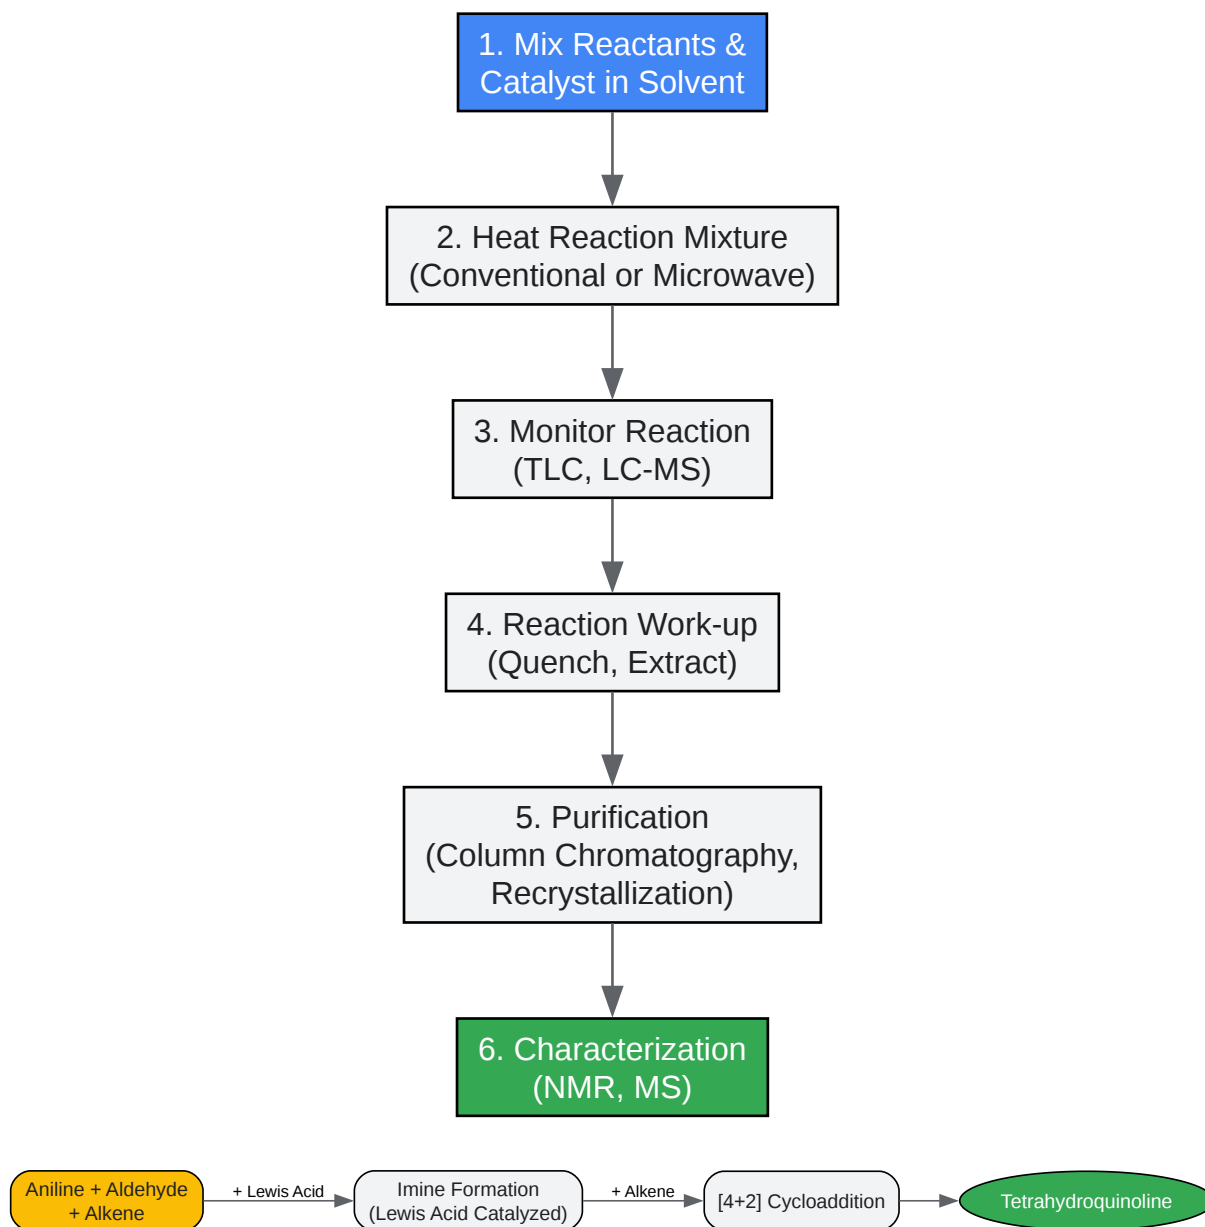 1. Mix Reactants &
Catalyst in Solvent
2. Heat Reaction Mixture
(Conventional or Microwave)
3. Monitor Reaction
(TLC, LC-MS)
4. Reaction Work-up
(Quench, Extract)
5. Purification
(Column Chromatography,
Recrystallization)
6. Characterization
(NMR, MS)
Aniline + Aldehyde
+ Alkene
+ Lewis Acid
Imine Formation
(Lewis Acid Catalyzed)
+ Alkene
[4+2] Cycloaddition
Tetrahydroquinoline